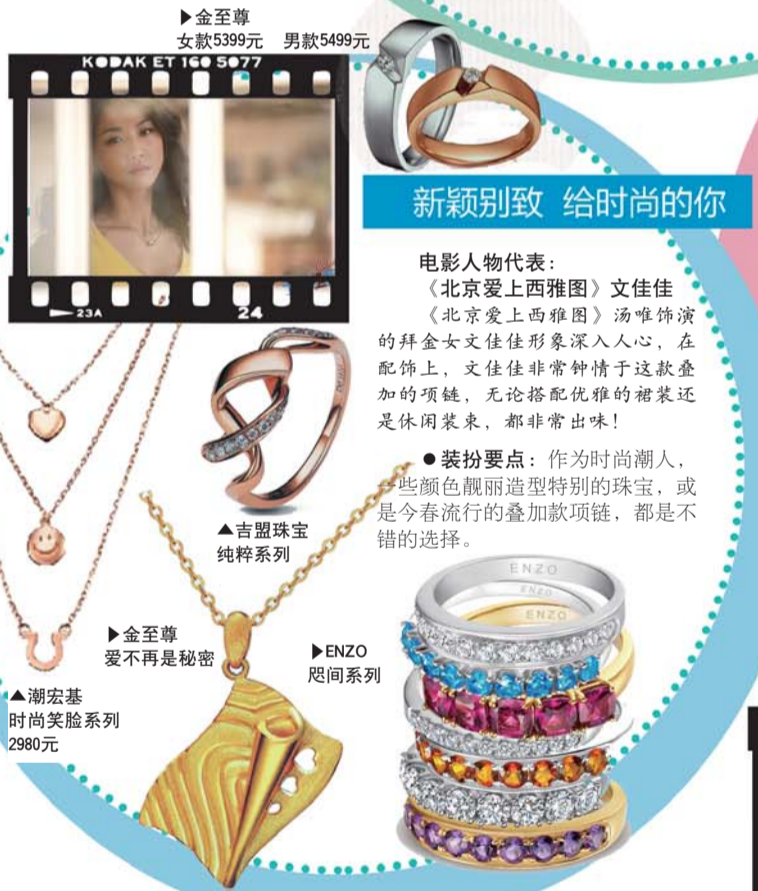 ▶金至尊
女款5399元 男款5499元
KODAK ET 160 5077
23A
24
新颖别致 给时尚的你
电影人物代表：
《北京爱上西雅图》文佳佳
《北京爱上西雅图》汤唯饰演
的拜金女文佳佳形象深入人心，在
配饰上，文佳佳非常钟情于这款叠
加的项链，无论搭配优雅的裙装还
是休闲装束，都非常出味！
●装扮要点：作为时尚潮人，
一些颜色靓丽造型特别的珠宝，或
是今春流行的叠加款项链，都是不
错的选择。
▲吉盟珠宝
纯粹系列
▶金至尊
爱不再是秘密
▶ENZO
咫间系列
▲潮宏基
时尚笑脸系列
2980元
ENZO
ENZO
ENZO